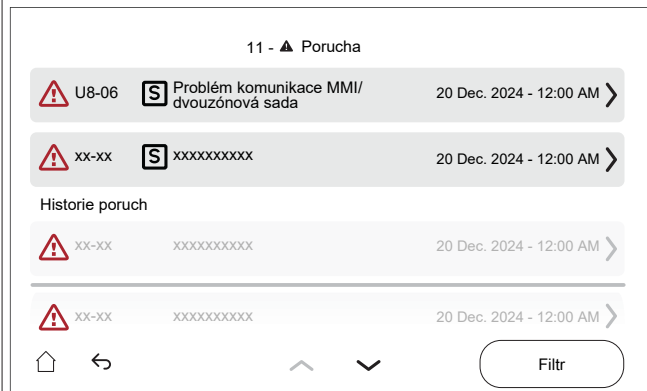 11 - Porucha
U8-06 S Problém komunikace MMI/
dvouzónová sada 20 Dec. 2024 - 12:00 AM
xx-xx S xxxxxxxxxx 20 Dec. 2024 - 12:00 AM
Historie poruch
xx-xx xxxxxxxxxx 20 Dec. 2024 - 12:00 AM
xx-xx xxxxxxxxxx 20 Dec. 2024 - 12:00 AM
Filtr